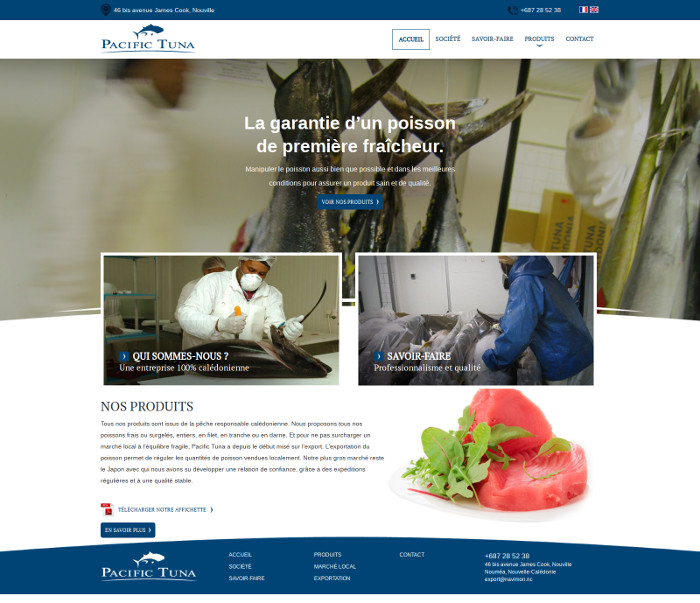 46 bis avenue James Cook, Nouville
+687 28 52 38
PACIFIC TUNA
ACCUEIL
SOCIÉTÉ
SAVOIR-FAIRE
PRODUITS
CONTACT
La garantie d'un poisson
de première fraîcheur.
Manipuler le poisson aussi bien que possible et dans les meilleures
conditions pour assurer un produit sain et de qualité.
VOIR NOS PRODUITS
QUI SOMMES-NOUS ?
Une entreprise 100% calédonienne
SAVOIR-FAIRE
Professionnalisme et qualité
NOS PRODUITS
Tous nos produits sont issus de la pêche responsable calédonienne. Nous proposons tous nos
poissons frais ou surgelés, entiers, en filet, en tranche ou en darne. Et pour ne pas surcharger un
marché local à l'équilibre fragile, Pacific Tuna a depuis le début misé sur l'export. L'exportation du
poisson permet de réguler les quantités de poisson vendues localement. Notre plus gros marché reste
le Japon avec qui nous avons su développer une relation de confiance, grâce à des expéditions
régulières et à une qualité stable.
TÉLÉCHARGER NOTRE AFFICHETTE
EN SAVOIR PLUS
PACIFIC TUNA
ACCUEIL
SOCIÉTÉ
SAVOIR-FAIRE
PRODUITS
MARCHÉ LOCAL
EXPORTATION
CONTACT
+687 28 52 38
46 bis avenue James Cook, Nouville
Nouméa, Nouvelle-Calédonie
export@navimon.nc